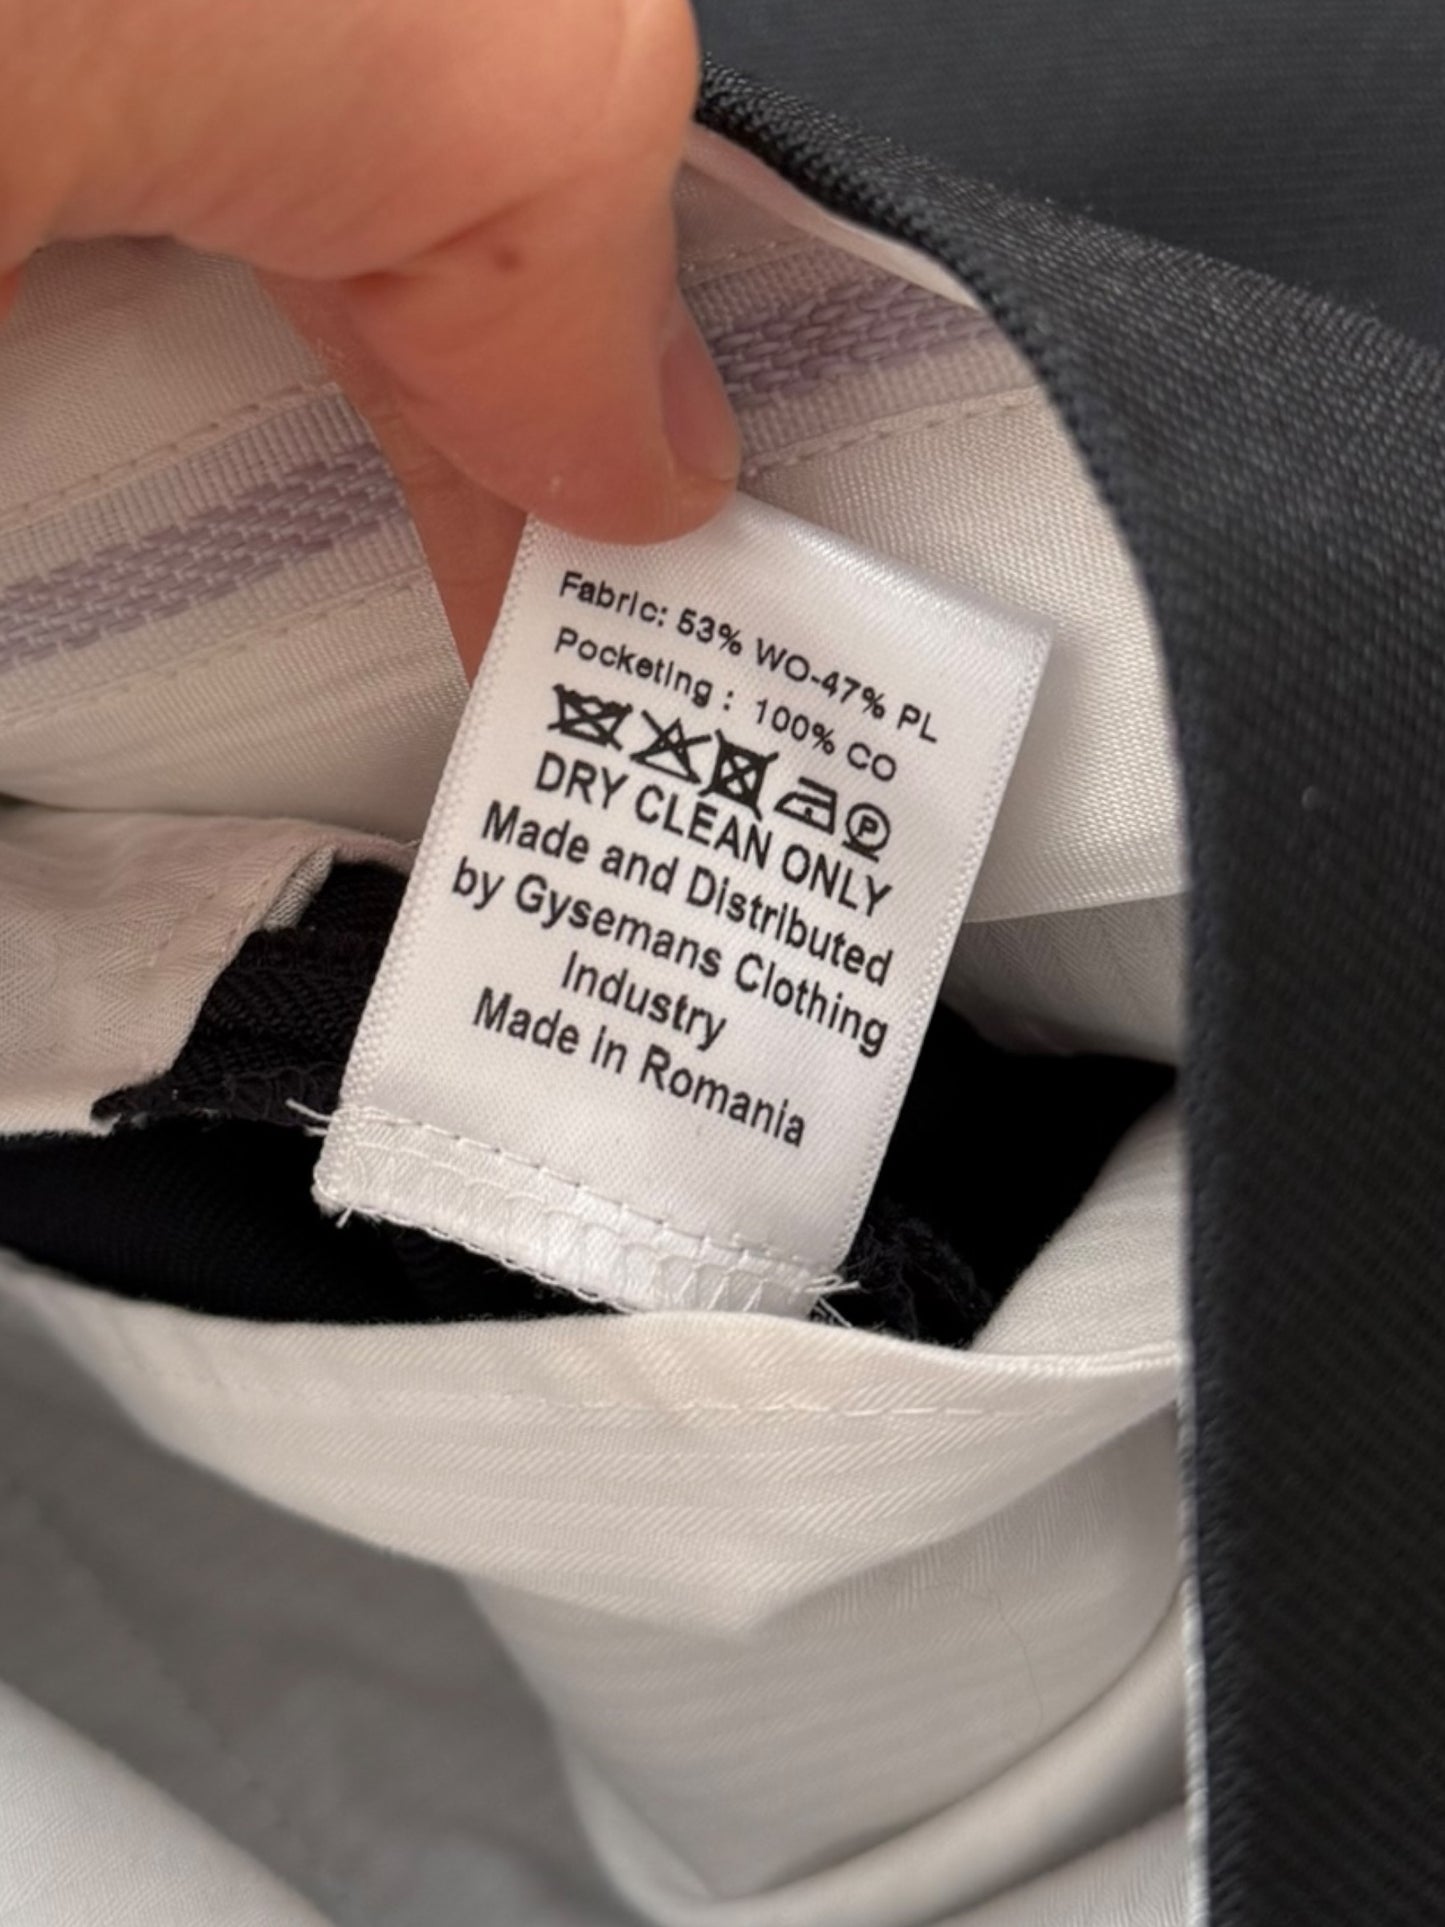 Fabric: 53% WO-47% PL
Pocketing : 100% CO
P
DRY CLEAN ONLY
Made and Distributed
by Gysemans Clothing
Industry
Made in Romania